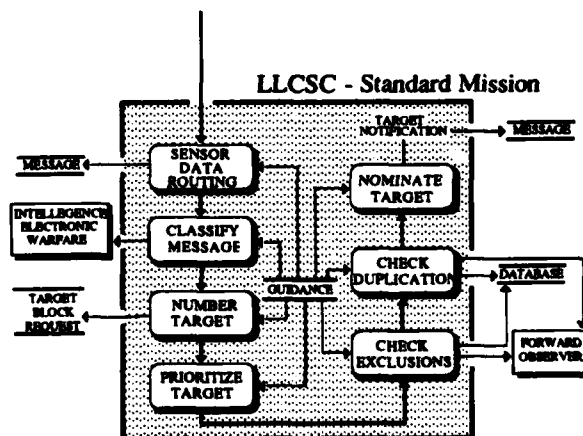 LLCSC - Standard Mission
TARGET
NOTIFICATION
MESSAGE
MESSAGE
SENSOR
DATA
ROUTING
NOMINATE
TARGET
INTELLEGENCE
ELECTRONIC
WARFARE
CLASSIFY
MESSAGE
CHECK
DUPLICATION
GUIDANCE
DATABASE
TARGET
BLOCK
REQUEST
NUMBER
TARGET
CHECK
EXCLUSIONS
FORWARD
OBSERVER
PRIORITIZE
TARGET